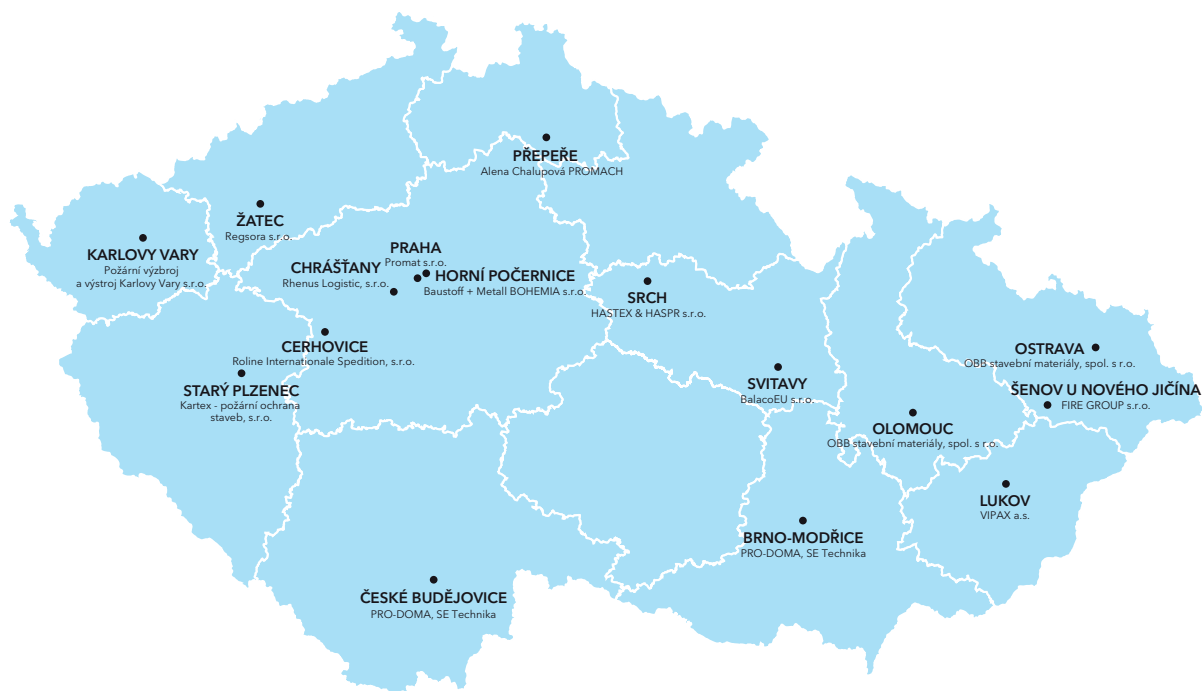 PŘEPEŘE
Alena Chalupová PROMACH
ŽATEC
Regsora s.r.o.
KARLOVY VARY
Požární výzbroj
a výstroj Karlovy Vary s.r.o.
PRAHA
Promat s.r.o.
CHRÁŠŤANY
Rhenus Logistic, s.r.o.
HORNÍ POČERNICE
Baustoff + Metall BOHEMIA s.r.o.
SRCH
HASTEX & HASPR s.r.o.
CERHOVICE
Roline Internationale Spedition, s.r.o.
OSTRAVA
OBB stavební materiály, spol. s r.o.
STARÝ PLZENEC
Kartex - požární ochrana
staveb, s.r.o.
SVITAVY
BalacoEU s.r.o.
ŠENOV U NOVÉHO JIČÍNA
FIRE GROUP s.r.o.
OLOMOUC
OBB stavební materiály, spol. s r.o.
LUKOV
VIPAX a.s.
BRNO-MODŘICE
PRO-DOMA, SE Technika
ČESKÉ BUDĚJOVICE
PRO-DOMA, SE Technika